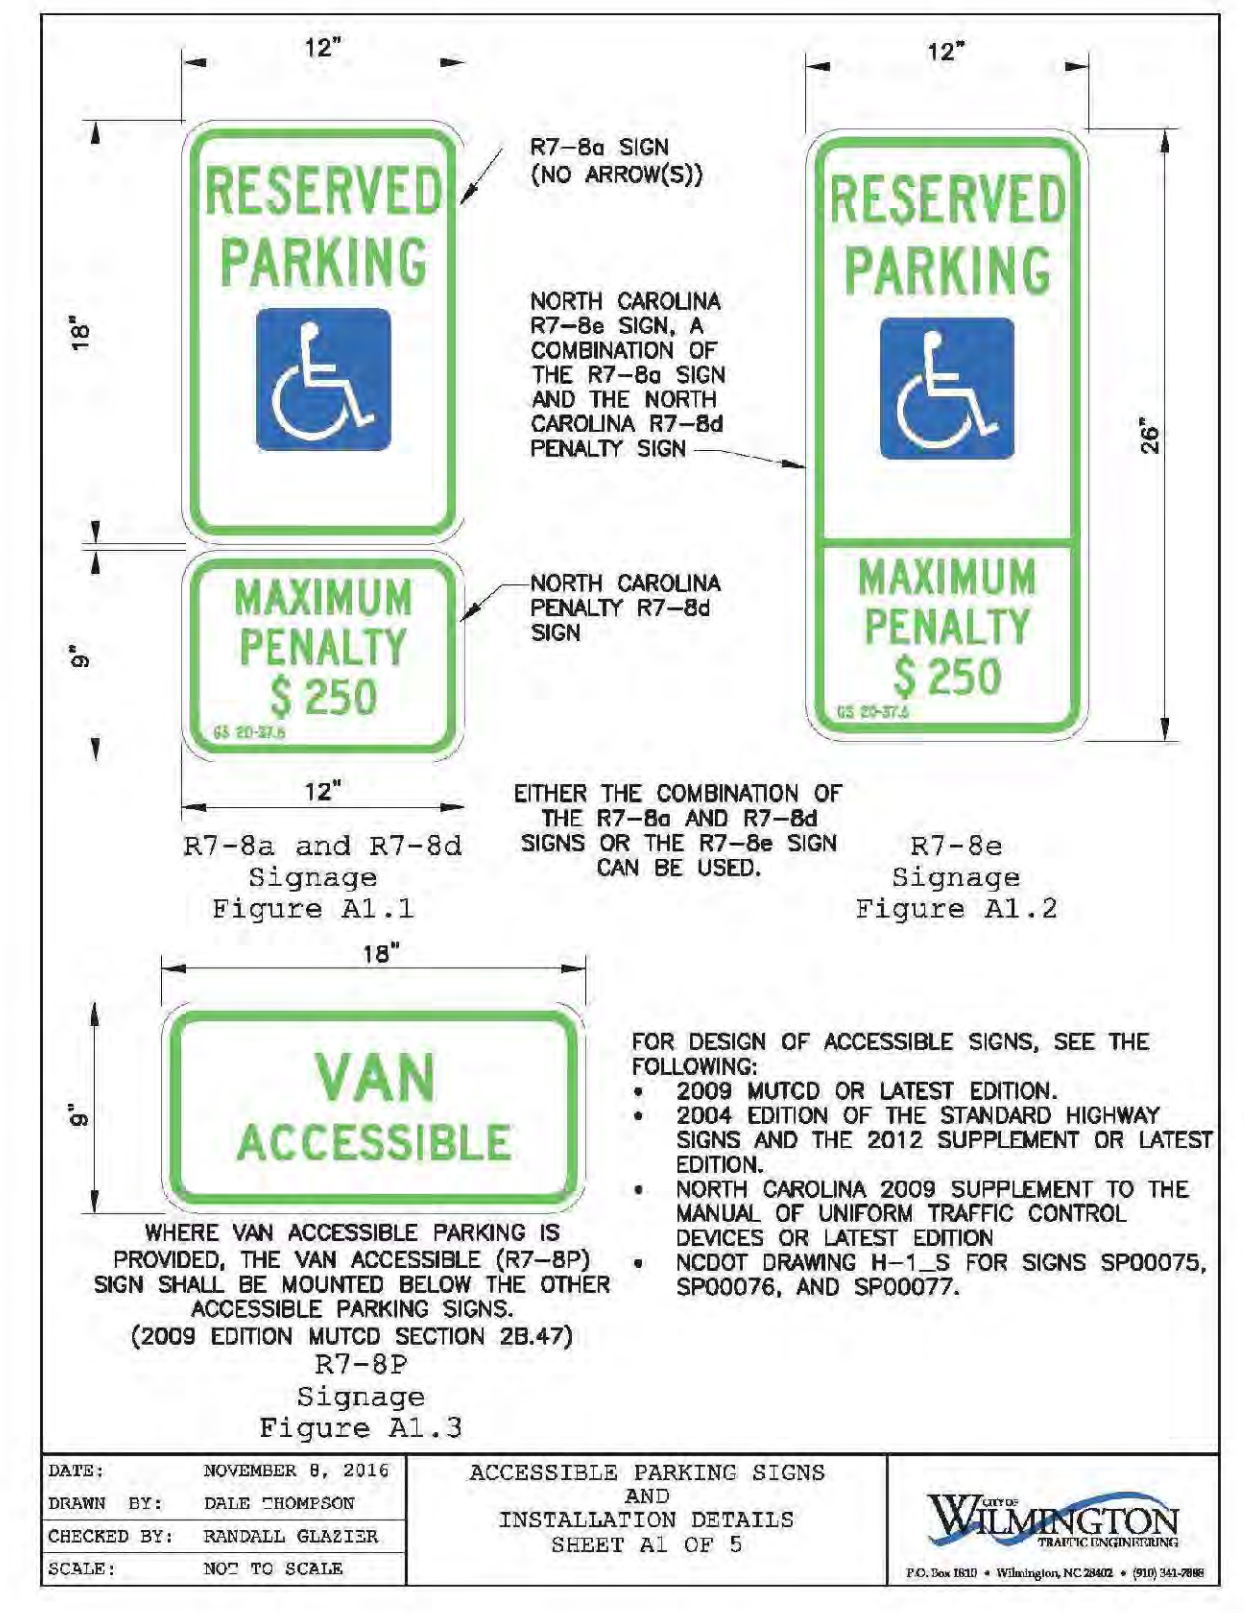 12"
12"
RESERVED
PARKING
18"
R7-8a SIGN
(NO ARROW(S))
NORTH CAROLINA
R7-8e SIGN, A
COMBINATION OF
THE R7-8a SIGN
AND THE NORTH
CAROLINA R7-8d
PENALTY SIGN
RESERVED
PARKING
26"
MAXIMUM
PENALTY
$ 250
GS 20-37.6
9"
12"
NORTH CAROLINA
PENALTY R7-8d
SIGN
MAXIMUM
PENALTY
$ 250
GS 20-37.6
R7-8a and R7-8d
Signage
Figure A1.1
EITHER THE COMBINATION OF
THE R7-8a AND R7-8d
SIGNS OR THE R7-8e SIGN
CAN BE USED.
R7-8e
Signage
Figure A1.2
18"
9"
VAN
ACCESSIBLE
WHERE VAN ACCESSIBLE PARKING IS
PROVIDED, THE VAN ACCESSIBLE (R7-8P)
SIGN SHALL BE MOUNTED BELOW THE OTHER
ACCESSIBLE PARKING SIGNS.
(2009 EDITION MUTCD SECTION 2B.47)
R7-8P
Signage
Figure A1.3
FOR DESIGN OF ACCESSIBLE SIGNS, SEE THE
FOLLOWING:
• 2009 MUTCD OR LATEST EDITION.
• 2004 EDITION OF THE STANDARD HIGHWAY
SIGNS AND THE 2012 SUPPLEMENT OR LATEST
EDITION.
• NORTH CAROLINA 2009 SUPPLEMENT TO THE
MANUAL OF UNIFORM TRAFFIC CONTROL
DEVICES OR LATEST EDITION
• NCDOT DRAWING H-1_S FOR SIGNS SP00075,
SP00076, AND SP00077.
DATE: NOVEMBER 8, 2016
DRAWN BY: DALE THOMPSON
CHECKED BY: RANDALL GLAZIER
SCALE: NOT TO SCALE
ACCESSIBLE PARKING SIGNS
AND
INSTALLATION DETAILS
SHEET A1 OF 5
CITY OF
WILMINGTON
TRAFFIC ENGINEERING
P.O. Box 1810 • Wilmington, NC 28402 • (910) 341-7888